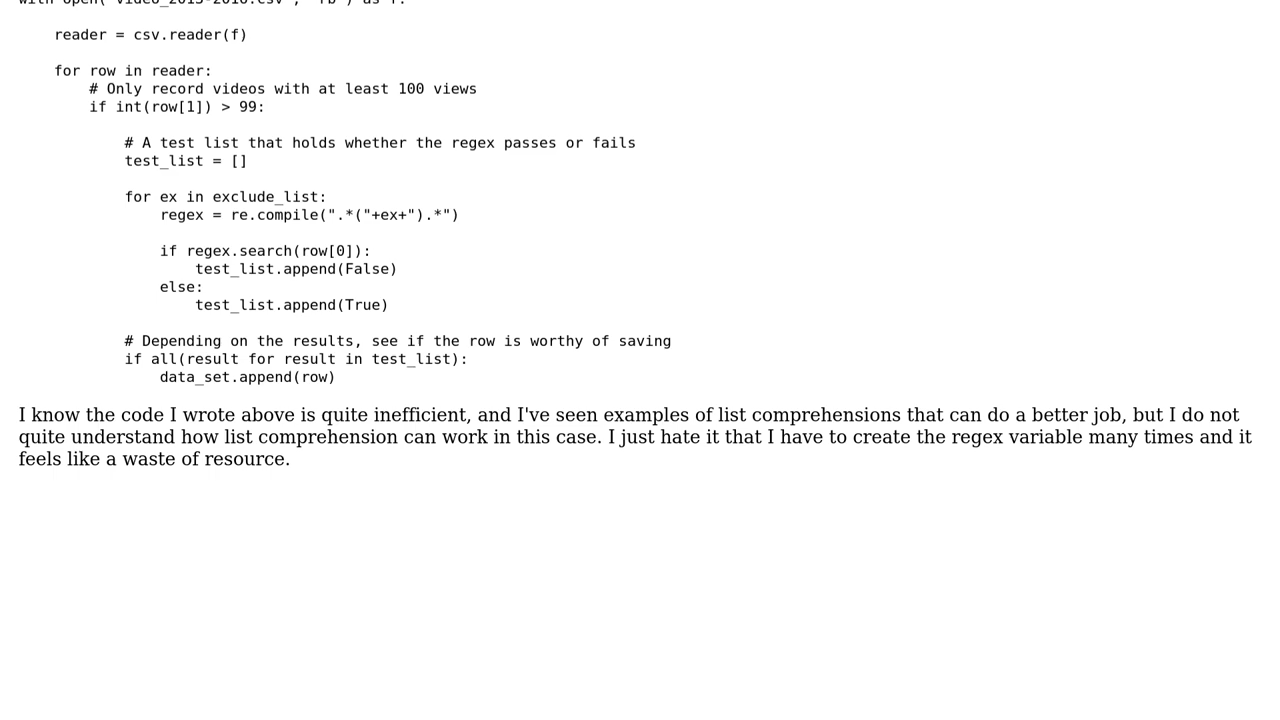 reader = csv.reader(f)
for row in reader:
# Only record videos with at least 100 views
if int(row[1]) > 99:
# A test list that holds whether the regex passes or fails
test_list = []
for ex in exclude_list:
regex = re.compile(".*("+ex+").*")
if regex.search(row[0]):
test_list.append(False)
else:
test_list.append(True)
# Depending on the results, see if the row is worthy of saving
if all(result for result in test_list):
data_set.append(row)
I know the code I wrote above is quite inefficient, and I've seen examples of list comprehensions that can do a better job, but I do not
quite understand how list comprehension can work in this case. I just hate it that I have to create the regex variable many times and it
feels like a waste of resource.